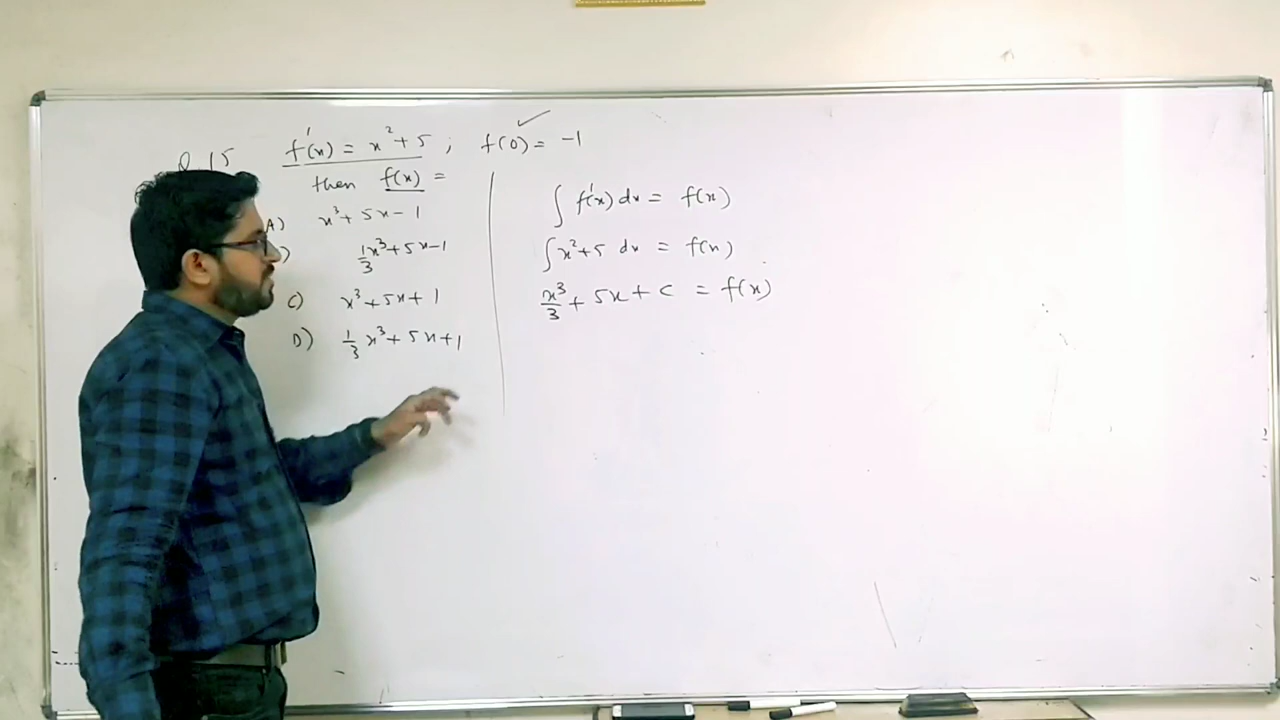 Q.15 f'(x) = x² + 5 ; f(0) = -1
then f(x) =
A) x³ + 5x - 1
) 1/3 x³ + 5x - 1
C) x³ + 5x + 1
D) 1/3 x³ + 5x + 1
∫ f'(x) dx = f(x)
∫ x² + 5 dx = f(x)
x³/3 + 5x + c = f(x)